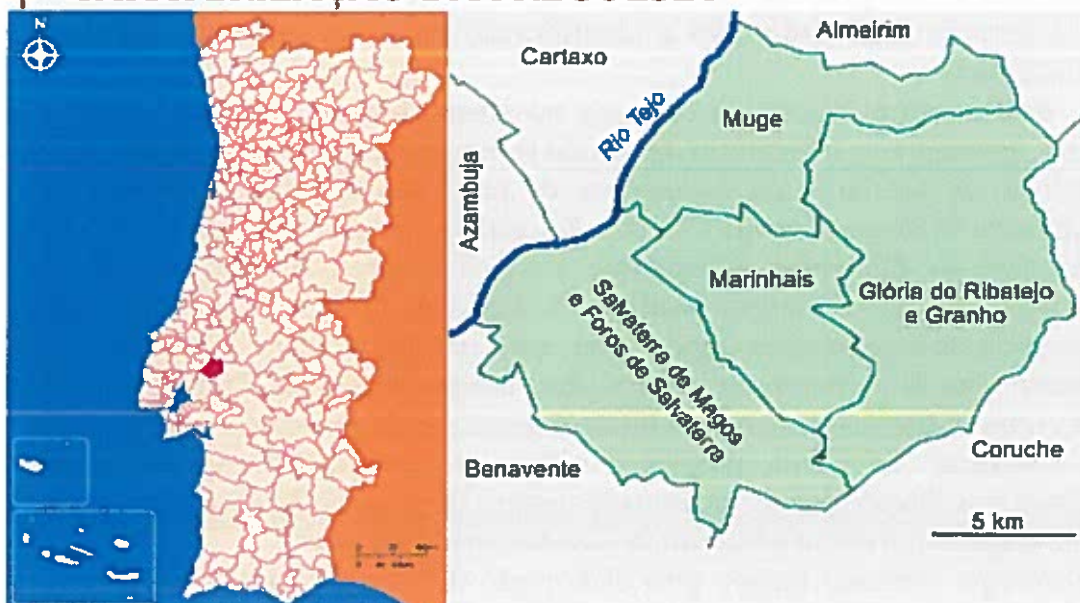 N
Almeirim
Cartaxo
Muge
Rio Tejo
Azambuja
Marinhais
Glória do Ribatejo
e Granho
Salvaterra de Magos
e Foros de Salvaterra
Benavente
Coruche
5 km